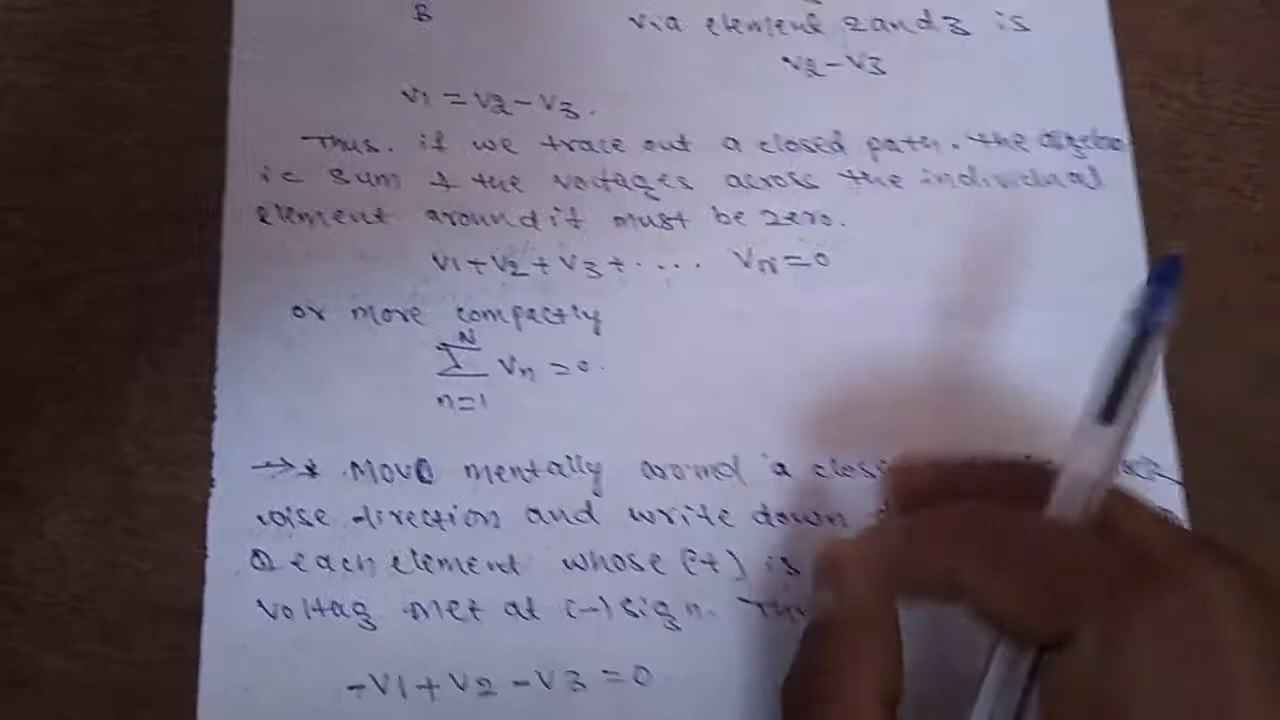 B
via element 2 and 3 is
v2-v3
v1 = v2-v3.
Thus. if we trace out a closed path. the algebra
ic sum of the voltages across the individual
element around it must be zero.
v1+v2+v3+.... vn=0
or more compactly
N
Σ vn =0.
n=1
→* Move mentally around a clos
wise direction and write down
@ each element whose (+) is
voltag met at (-) sign. Th
-v1+v2-v3=0